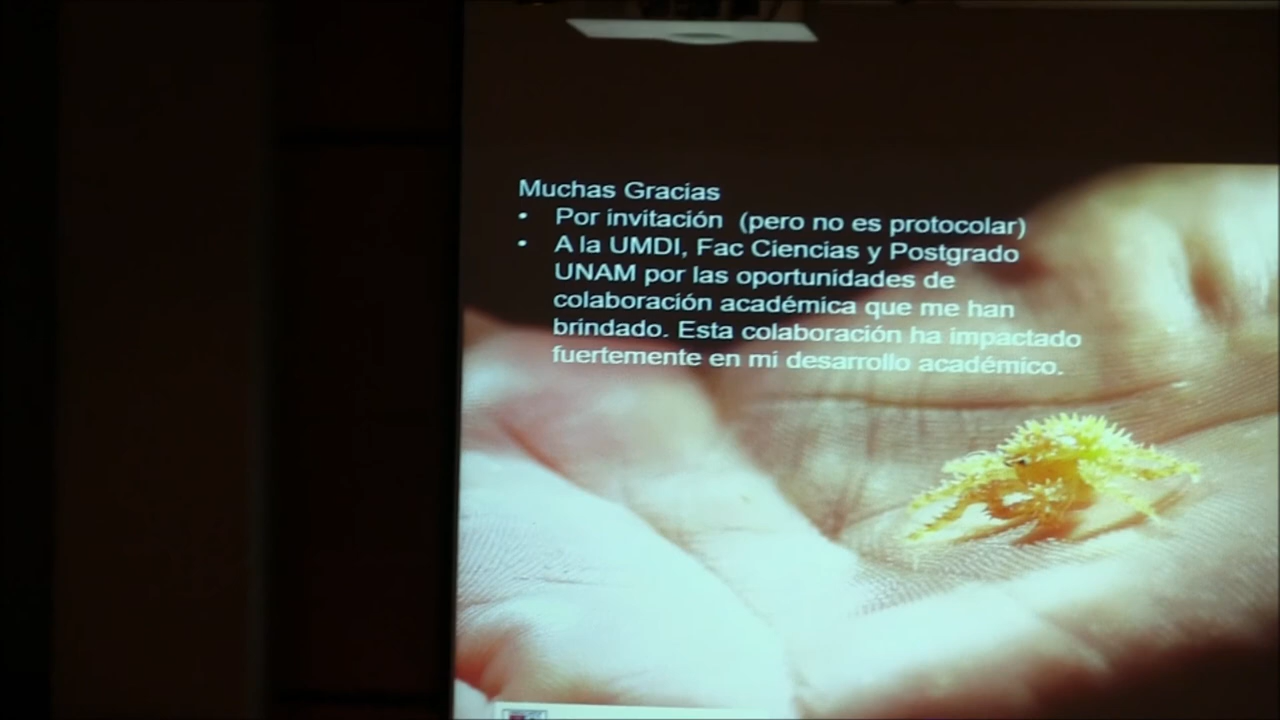 Muchas Gracias
• Por invitación (pero no es protocolar)
• A la UMDI, Fac Ciencias y Postgrado
UNAM por las oportunidades de
colaboración académica que me han
brindado. Esta colaboración ha impactado
fuertemente en mi desarrollo académico.